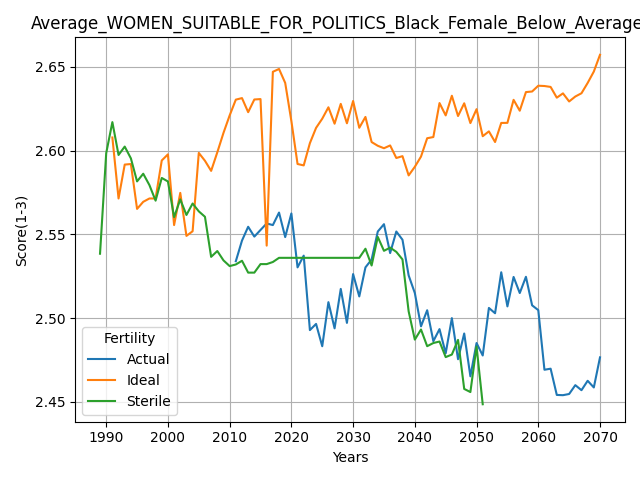 Average_WOMEN_SUITABLE_FOR_POLITICS_Black_Female_Below_Average
2.65
2.60
2.55
2.50
2.45
Score(1-3)
Fertility
Actual
Ideal
Sterile
1990 2000 2010 2020 2030 2040 2050 2060 2070
Years